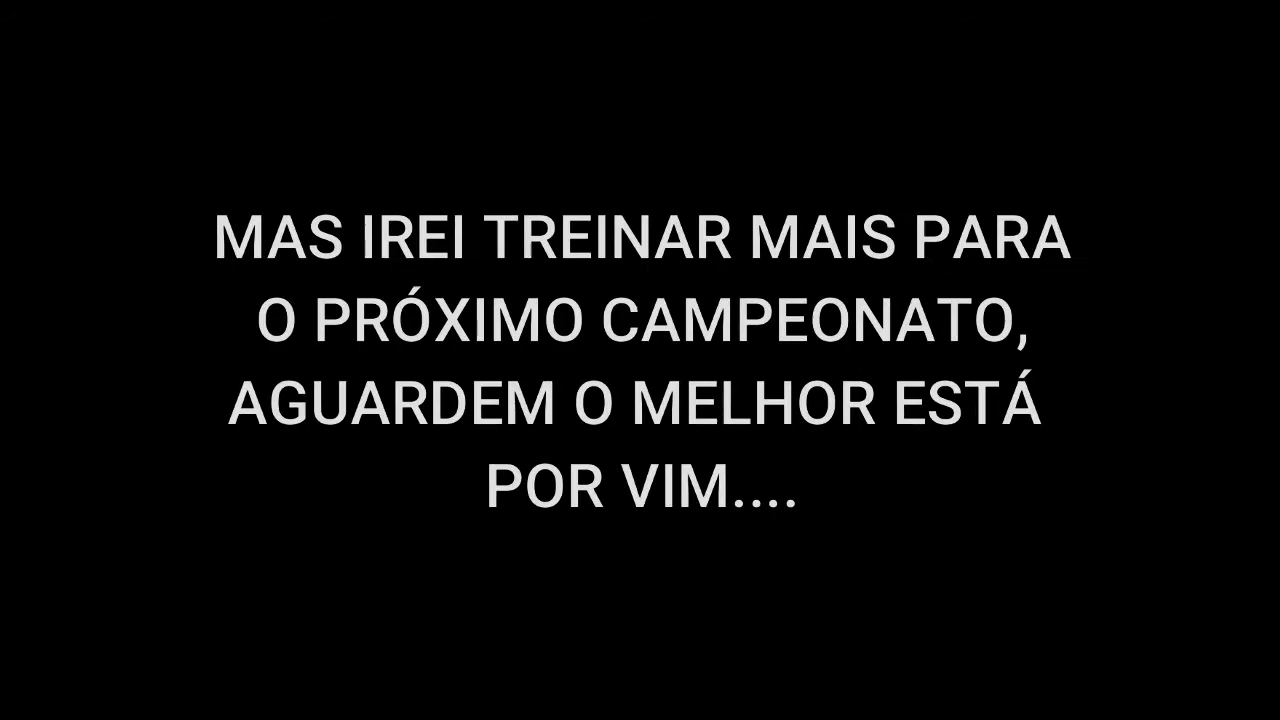 MAS IREI TREINAR MAIS PARA
O PRÓXIMO CAMPEONATO,
AGUARDEM O MELHOR ESTÁ
POR VIM....